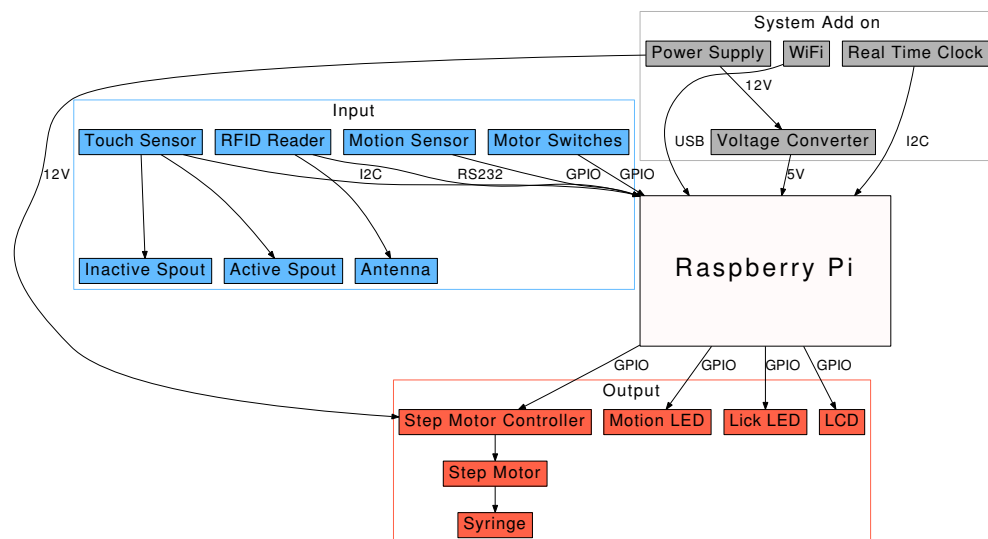 System Add on
Power Supply
WiFi
Real Time Clock
12V
Input
Touch Sensor
RFID Reader
Motion Sensor
Motor Switches
USB
Voltage Converter
I2C
12V
I2C
RS232
GPIO
GPIO
5V
Inactive Spout
Active Spout
Antenna
Raspberry Pi
GPIO
GPIO
GPIO
GPIO
Output
Step Motor Controller
Motion LED
Lick LED
LCD
Step Motor
Syringe